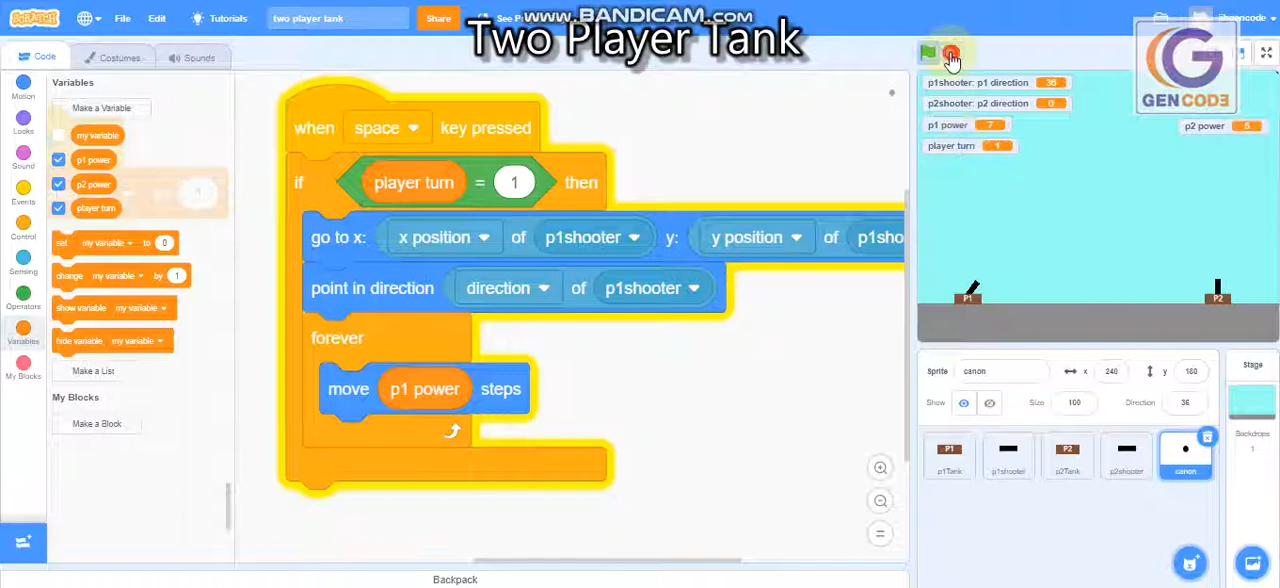 www.BANDICAM.com
Two Player Tank
SCRATCH
File
Edit
Tutorials
two player tank
Share
See P
Code
Costumes
Sounds
Motion
Looks
Sound
Events
Control
Sensing
Operators
Variables
My Blocks
Variables
Make a Variable
my variable
p1 power
p2 power
player turn
set my variable to 0
change my variable by 1
show variable my variable
hide variable my variable
Make a List
My Blocks
Make a Block
when space key pressed
if player turn = 1 then
go to x: x position of p1shooter y: y position of p1sho
point in direction direction of p1shooter
forever
move p1 power steps
Backpack
GENCODE
p1shooter: p1 direction 36
p2shooter: p2 direction 0
p1 power 7
p2 power 5
player turn 1
P1
P2
Sprite canon x 240 y 180
Show Size 100 Direction 36
P1
p1Tank
p1shooter
P2
p2Tank
p2shooter
canon
Stage
Backdrops
1